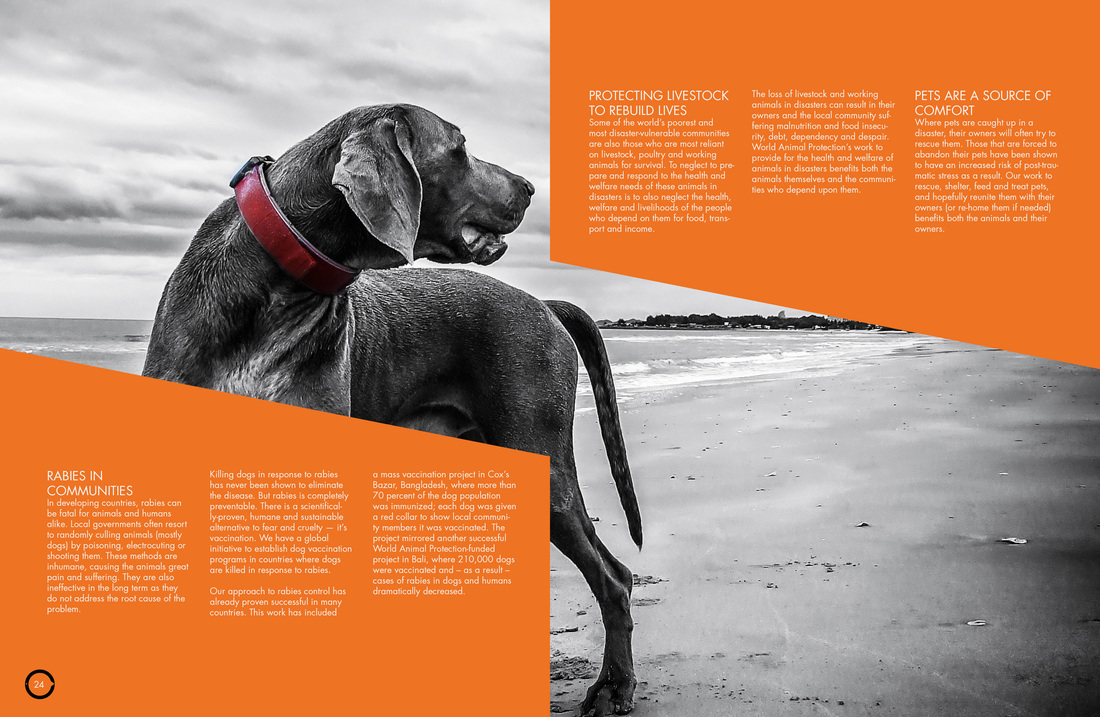 PROTECTING LIVESTOCK
TO REBUILD LIVES
Some of the world's poorest and
most disaster-vulnerable communities
are also those who are most reliant
on livestock, poultry and working
animals for survival. To neglect to pre-
pare and respond to the health and
welfare needs of these animals in
disasters is to also neglect the health,
welfare and livelihoods of the people
who depend on them for food, trans-
port and income.
The loss of livestock and working
animals in disasters can result in their
owners and the local community suf-
fering malnutrition and food insecu-
rity, debt, dependency and despair.
World Animal Protection's work to
provide for the health and welfare of
animals in disasters benefits both the
animals themselves and the communi-
ties who depend upon them.
PETS ARE A SOURCE OF
COMFORT
Where pets are caught up in a
disaster, their owners will often try to
rescue them. Those that are forced to
abandon their pets have been shown
to have an increased risk of post-trau-
matic stress as a result. Our work to
rescue, shelter, feed and treat pets,
and hopefully reunite them with their
owners (or re-home them if needed)
benefits both the animals and their
owners.
RABIES IN
COMMUNITIES
In developing countries, rabies can
be fatal for animals and humans
alike. Local governments often resort
to randomly culling animals (mostly
dogs) by poisoning, electrocuting or
shooting them. These methods are
inhumane, causing the animals great
pain and suffering. They are also
ineffective in the long term as they
do not address the root cause of the
problem.
Killing dogs in response to rabies
has never been shown to eliminate
the disease. But rabies is completely
preventable. There is a scientifical-
ly-proven, humane and sustainable
alternative to fear and cruelty — it's
vaccination. We have a global
initiative to establish dog vaccination
programs in countries where dogs
are killed in response to rabies.
Our approach to rabies control has
already proven successful in many
countries. This work has included
a mass vaccination project in Cox's
Bazar, Bangladesh, where more than
70 percent of the dog population
was immunized; each dog was given
a red collar to show local communi-
ty members it was vaccinated. The
project mirrored another successful
World Animal Protection-funded
project in Bali, where 210,000 dogs
were vaccinated and – as a result –
cases of rabies in dogs and humans
dramatically decreased.
24